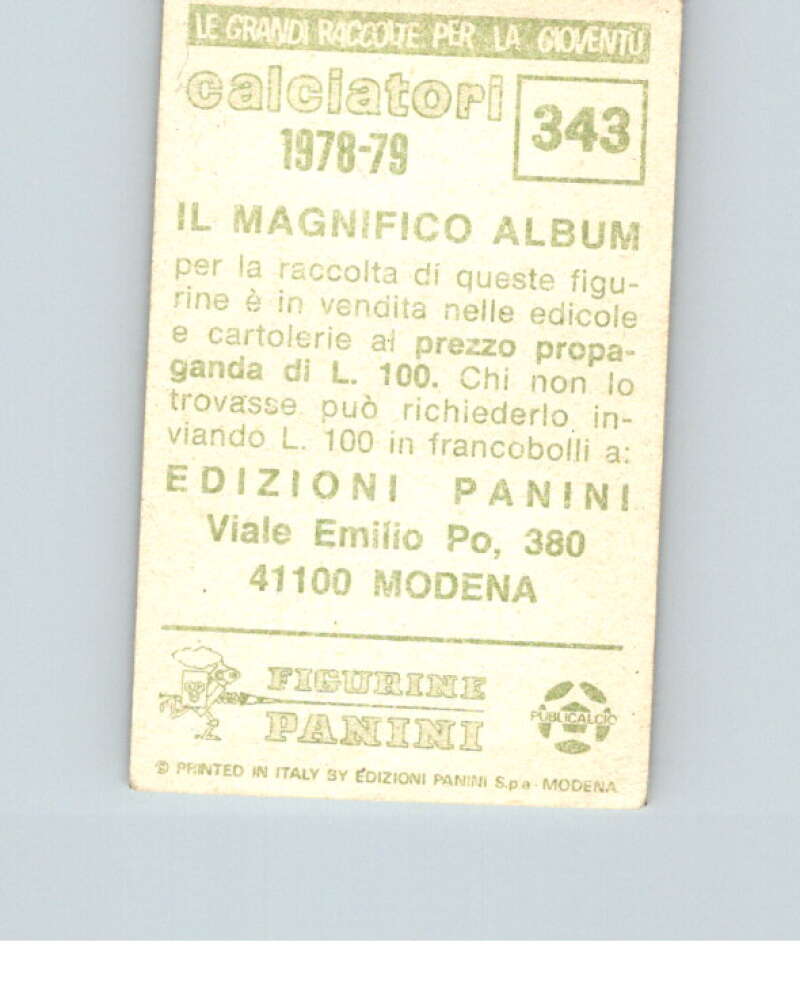 LE GRANDI RACCOLTE PER LA GIOVENTÙ
calciatori
1978-79
343
IL MAGNIFICO ALBUM
per la raccolta di queste figu-
rine è in vendita nelle edicole
e cartolerie al prezzo propa-
ganda di L. 100. Chi non lo
trovasse può richiederlo in-
viando L. 100 in francobolli a:
EDIZIONI PANINI
Viale Emilio Po, 380
41100 MODENA
FIGURINE
PANINI
PUBLICALCIO
© PRINTED IN ITALY BY EDIZIONI PANINI S.p.a - MODENA